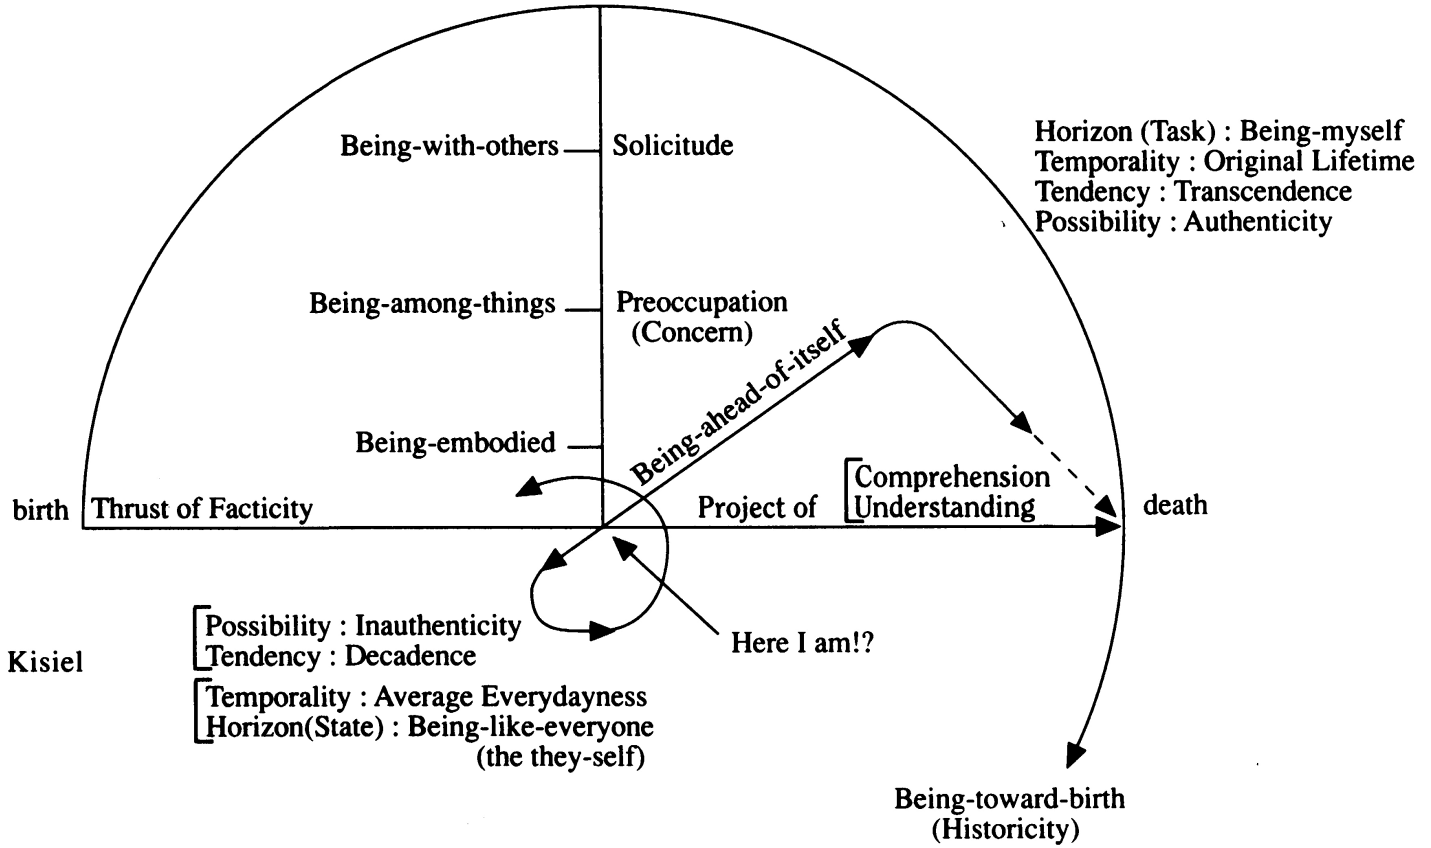 Being-with-others
Solicitude
Horizon (Task) : Being-myself
Temporality : Original Lifetime
Tendency : Transcendence
Possibility : Authenticity
Being-among-things
Preoccupation
(Concern)
Being-ahead-of-itself
Being-embodied
birth
Thrust of Facticity
Project of
Comprehension
Understanding
death
Possibility : Inauthenticity
Tendency : Decadence
Here I am!?
Kisiel
Temporality : Average Everydayness
Horizon(State) : Being-like-everyone
(the they-self)
Being-toward-birth
(Historicity)